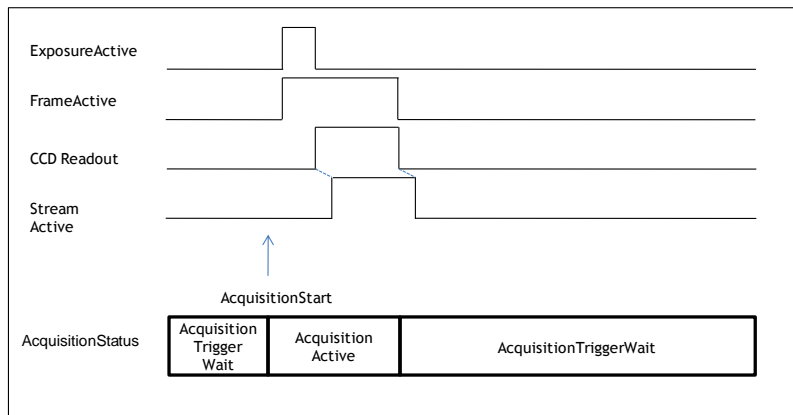 ExposureActive
FrameActive
CCD Readout
Stream
Active
AcquisitionStart
AcquisitionStatus
Acquisition
Trigger
Wait
Acquisition
Active
AcquisitionTriggerWait